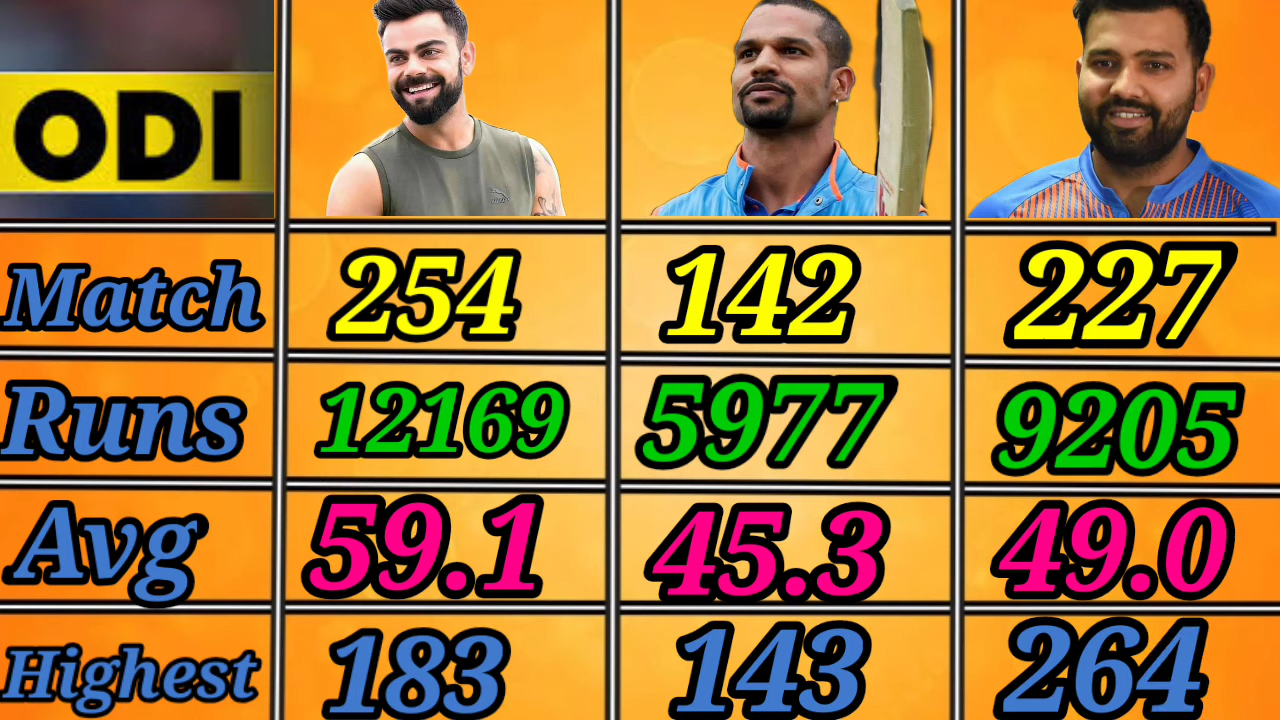 ODI
Match 254 142 227
Runs 12169 5977 9205
Avg 59.1 45.3 49.0
Highest 183 143 264